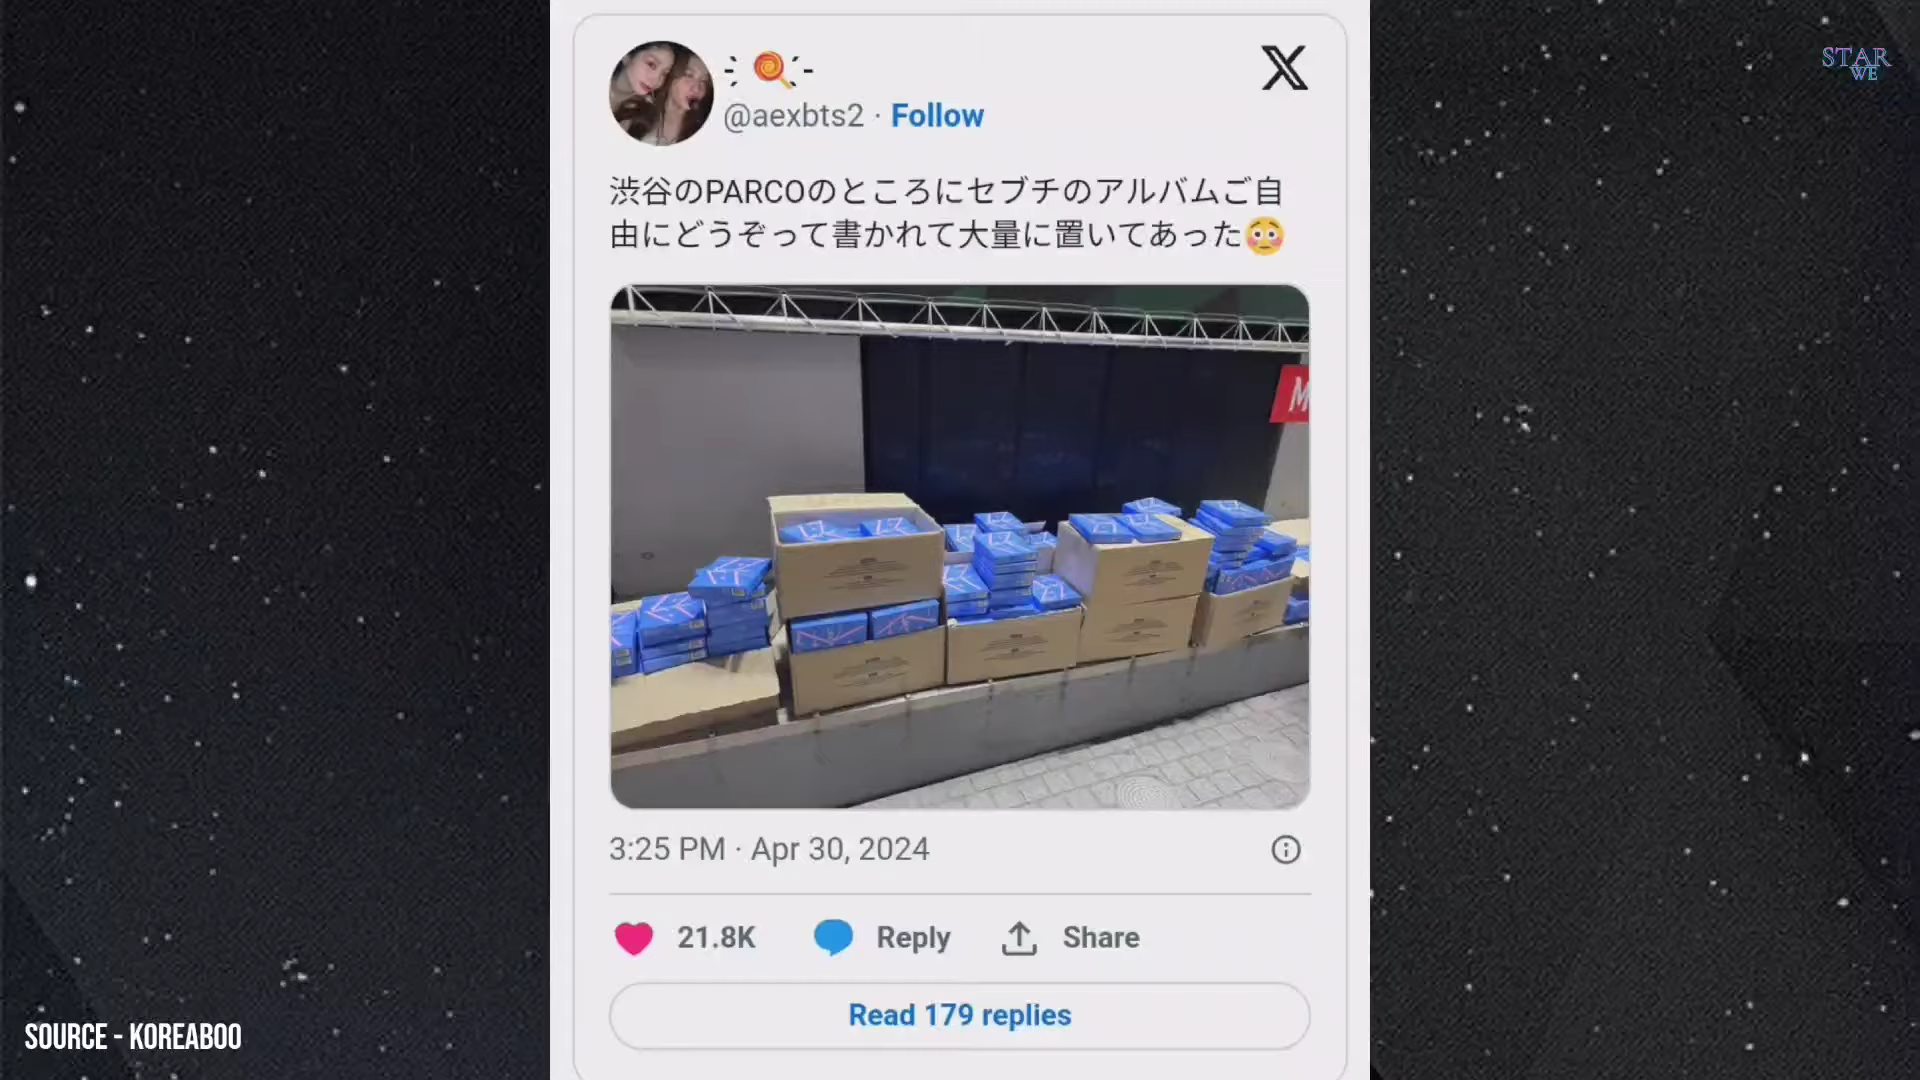 STAR
WE
@aexbts2 · Follow
渋谷のPARCOのところにセブチのアルバムご自
由にどうぞって書かれて大量に置いてあった😳
M
3:25 PM · Apr 30, 2024
21.8K
Reply
Share
Read 179 replies
SOURCE - KOREABOO